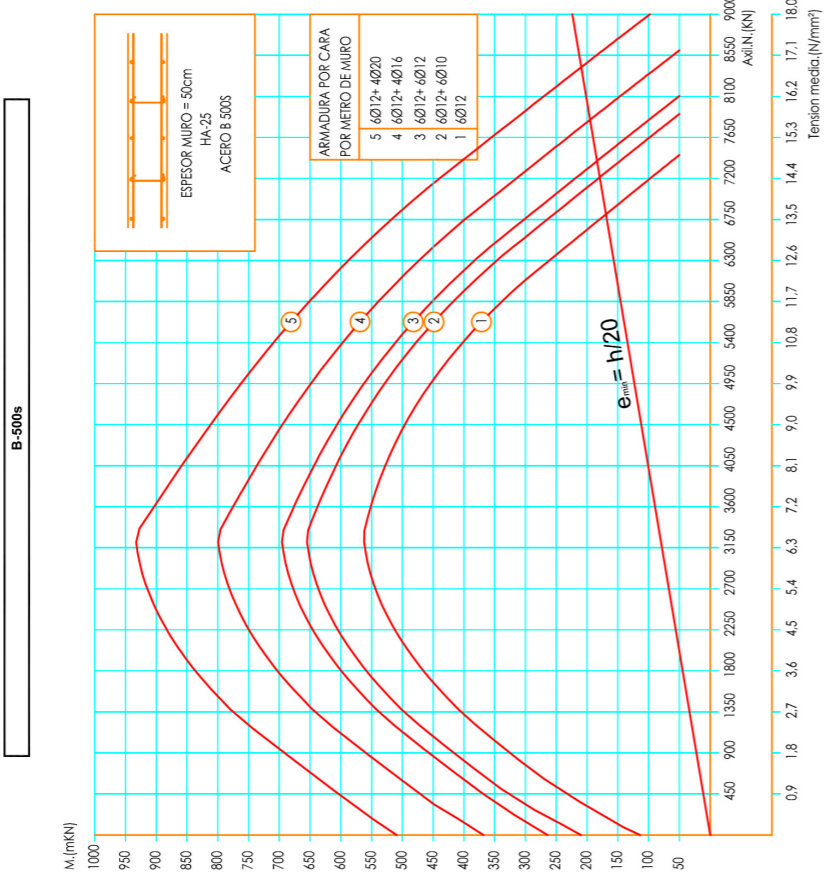 B-500s
M.(mKN)
1000
950
900
850
800
750
700
650
600
550
500
450
400
350
300
250
200
150
100
50
ESPESOR MURO = 50cm
HA-25
ACERO B 500S
ARMADURA POR CARA
POR METRO DE MURO
5 6Ø12+ 4Ø20
4 6Ø12+ 4Ø16
3 6Ø12+ 6Ø12
2 6Ø12+ 6Ø10
1 6Ø12
5
4
3
2
1
emin= h/20
450 900 1350 1800 2250 2700 3150 3600 4050 4500 4950 5400 5850 6300 6750 7200 7650 8100 8550 9000
Axil.N.(KN)
0,9 1.8 2.7 3.6 4.5 5.4 6.3 7.2 8.1 9.0 9.9 10.8 11.7 12.6 13.5 14.4 15.3 16.2 17.1 18.0
Tension media.(N/mm²)